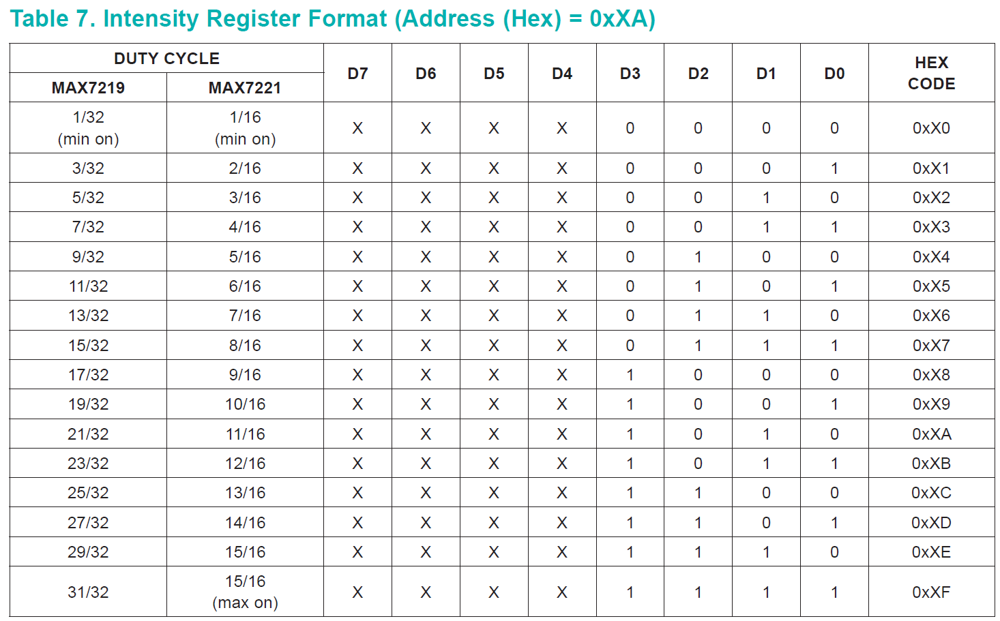 Table 7. Intensity Register Format (Address (Hex) = 0xXA)
DUTY CYCLE D7 D6 D5 D4 D3 D2 D1 D0 HEX CODE
MAX7219 MAX7221
1/32 (min on) 1/16 (min on) X X X X 0 0 0 0 0xX0
3/32 2/16 X X X X 0 0 0 1 0xX1
5/32 3/16 X X X X 0 0 1 0 0xX2
7/32 4/16 X X X X 0 0 1 1 0xX3
9/32 5/16 X X X X 0 1 0 0 0xX4
11/32 6/16 X X X X 0 1 0 1 0xX5
13/32 7/16 X X X X 0 1 1 0 0xX6
15/32 8/16 X X X X 0 1 1 1 0xX7
17/32 9/16 X X X X 1 0 0 0 0xX8
19/32 10/16 X X X X 1 0 0 1 0xX9
21/32 11/16 X X X X 1 0 1 0 0xXA
23/32 12/16 X X X X 1 0 1 1 0xXB
25/32 13/16 X X X X 1 1 0 0 0xXC
27/32 14/16 X X X X 1 1 0 1 0xXD
29/32 15/16 X X X X 1 1 1 0 0xXE
31/32 15/16 (max on) X X X X 1 1 1 1 0xXF